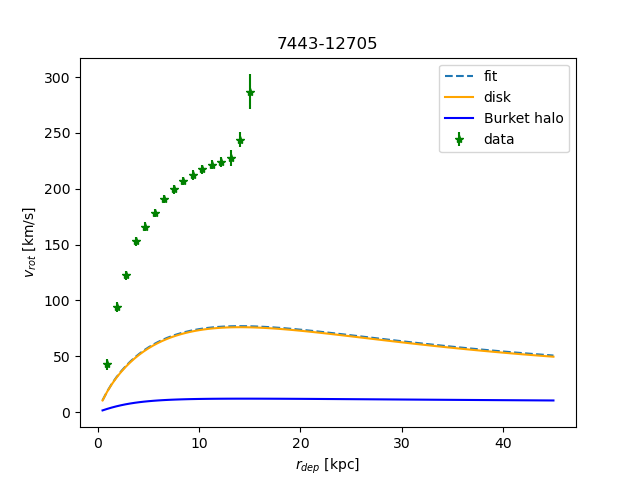 7443-12705
fit
disk
Burket halo
data
300
250
200
150
100
50
0
v_rot [km/s]
0 10 20 30 40
r_dep [kpc]